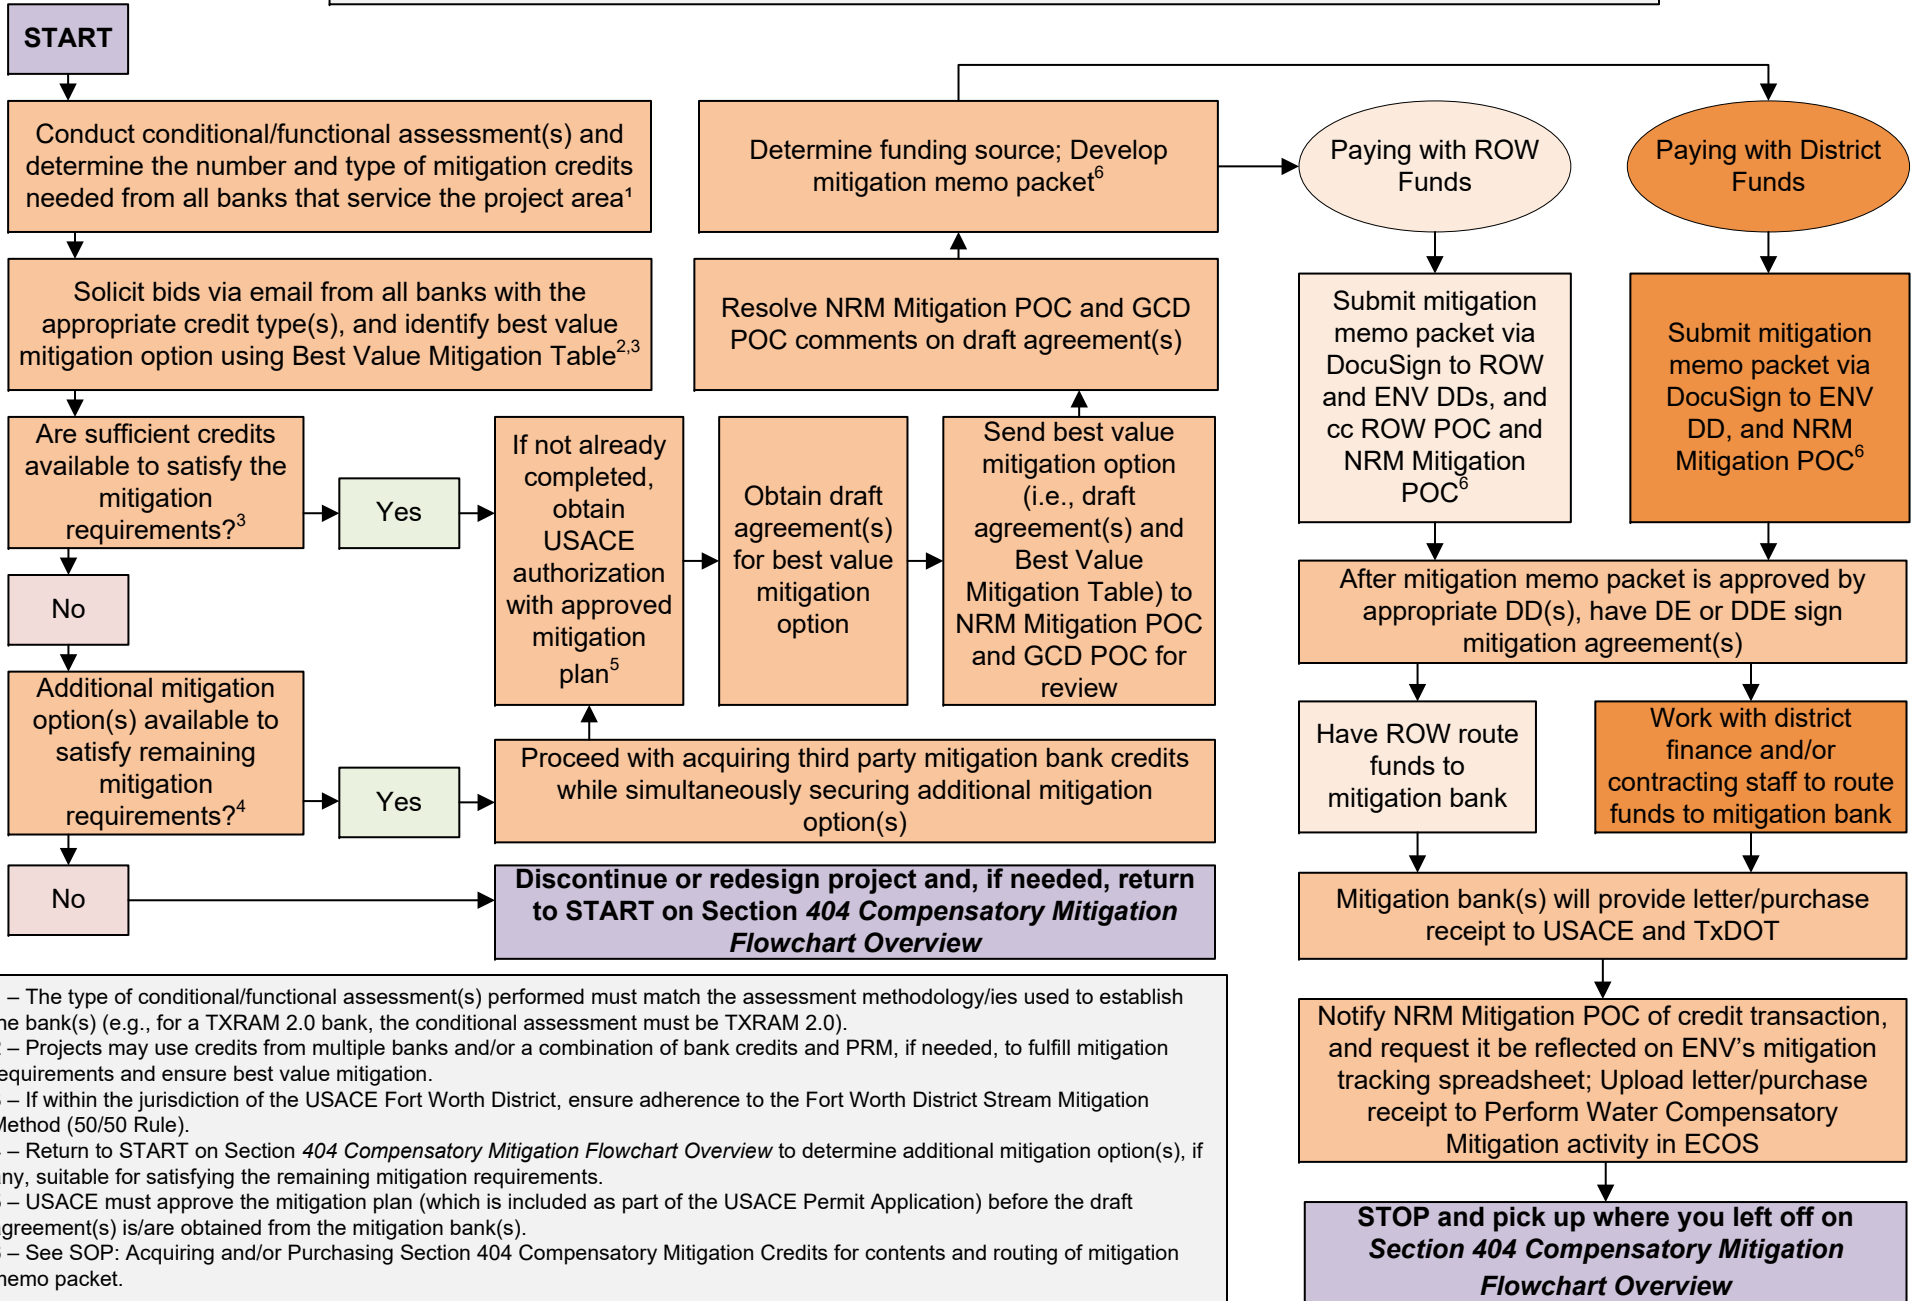 START
Conduct conditional/functional assessment(s) and
determine the number and type of mitigation credits
needed from all banks that service the project area¹
Solicit bids via email from all banks with the
appropriate credit type(s), and identify best value
mitigation option using Best Value Mitigation Table2,3
Are sufficient credits
available to satisfy the
mitigation
requirements?3
Yes
No
Additional mitigation
option(s) available to
satisfy remaining
mitigation
requirements?4
Yes
No
If not already
completed,
obtain
USACE
authorization
with approved
mitigation
plan5
Proceed with acquiring third party mitigation bank credits
while simultaneously securing additional mitigation
option(s)
Discontinue or redesign project and, if needed, return
to START on Section 404 Compensatory Mitigation
Flowchart Overview
Obtain draft
agreement(s)
for best value
mitigation
option
Send best value
mitigation option
(i.e., draft
agreement(s) and
Best Value
Mitigation Table) to
NRM Mitigation POC
and GCD POC for
review
Resolve NRM Mitigation POC and GCD
POC comments on draft agreement(s)
Determine funding source; Develop
mitigation memo packet6
Paying with ROW
Funds
Paying with District
Funds
Submit mitigation
memo packet via
DocuSign to ROW
and ENV DDs, and
cc ROW POC and
NRM Mitigation
POC6
Submit mitigation
memo packet via
DocuSign to ENV
DD, and NRM
Mitigation POC6
After mitigation memo packet is approved by
appropriate DD(s), have DE or DDE sign
mitigation agreement(s)
Have ROW route
funds to
mitigation bank
Work with district
finance and/or
contracting staff to route
funds to mitigation bank
Mitigation bank(s) will provide letter/purchase
receipt to USACE and TxDOT
Notify NRM Mitigation POC of credit transaction,
and request it be reflected on ENV's mitigation
tracking spreadsheet; Upload letter/purchase
receipt to Perform Water Compensatory
Mitigation activity in ECOS
STOP and pick up where you left off on
Section 404 Compensatory Mitigation
Flowchart Overview
– The type of conditional/functional assessment(s) performed must match the assessment methodology/ies used to establish
the bank(s) (e.g., for a TXRAM 2.0 bank, the conditional assessment must be TXRAM 2.0).
– Projects may use credits from multiple banks and/or a combination of bank credits and PRM, if needed, to fulfill mitigation
requirements and ensure best value mitigation.
– If within the jurisdiction of the USACE Fort Worth District, ensure adherence to the Fort Worth District Stream Mitigation
Method (50/50 Rule).
– Return to START on Section 404 Compensatory Mitigation Flowchart Overview to determine additional mitigation option(s), if
any, suitable for satisfying the remaining mitigation requirements.
– USACE must approve the mitigation plan (which is included as part of the USACE Permit Application) before the draft
agreement(s) is/are obtained from the mitigation bank(s).
– See SOP: Acquiring and/or Purchasing Section 404 Compensatory Mitigation Credits for contents and routing of mitigation
memo packet.